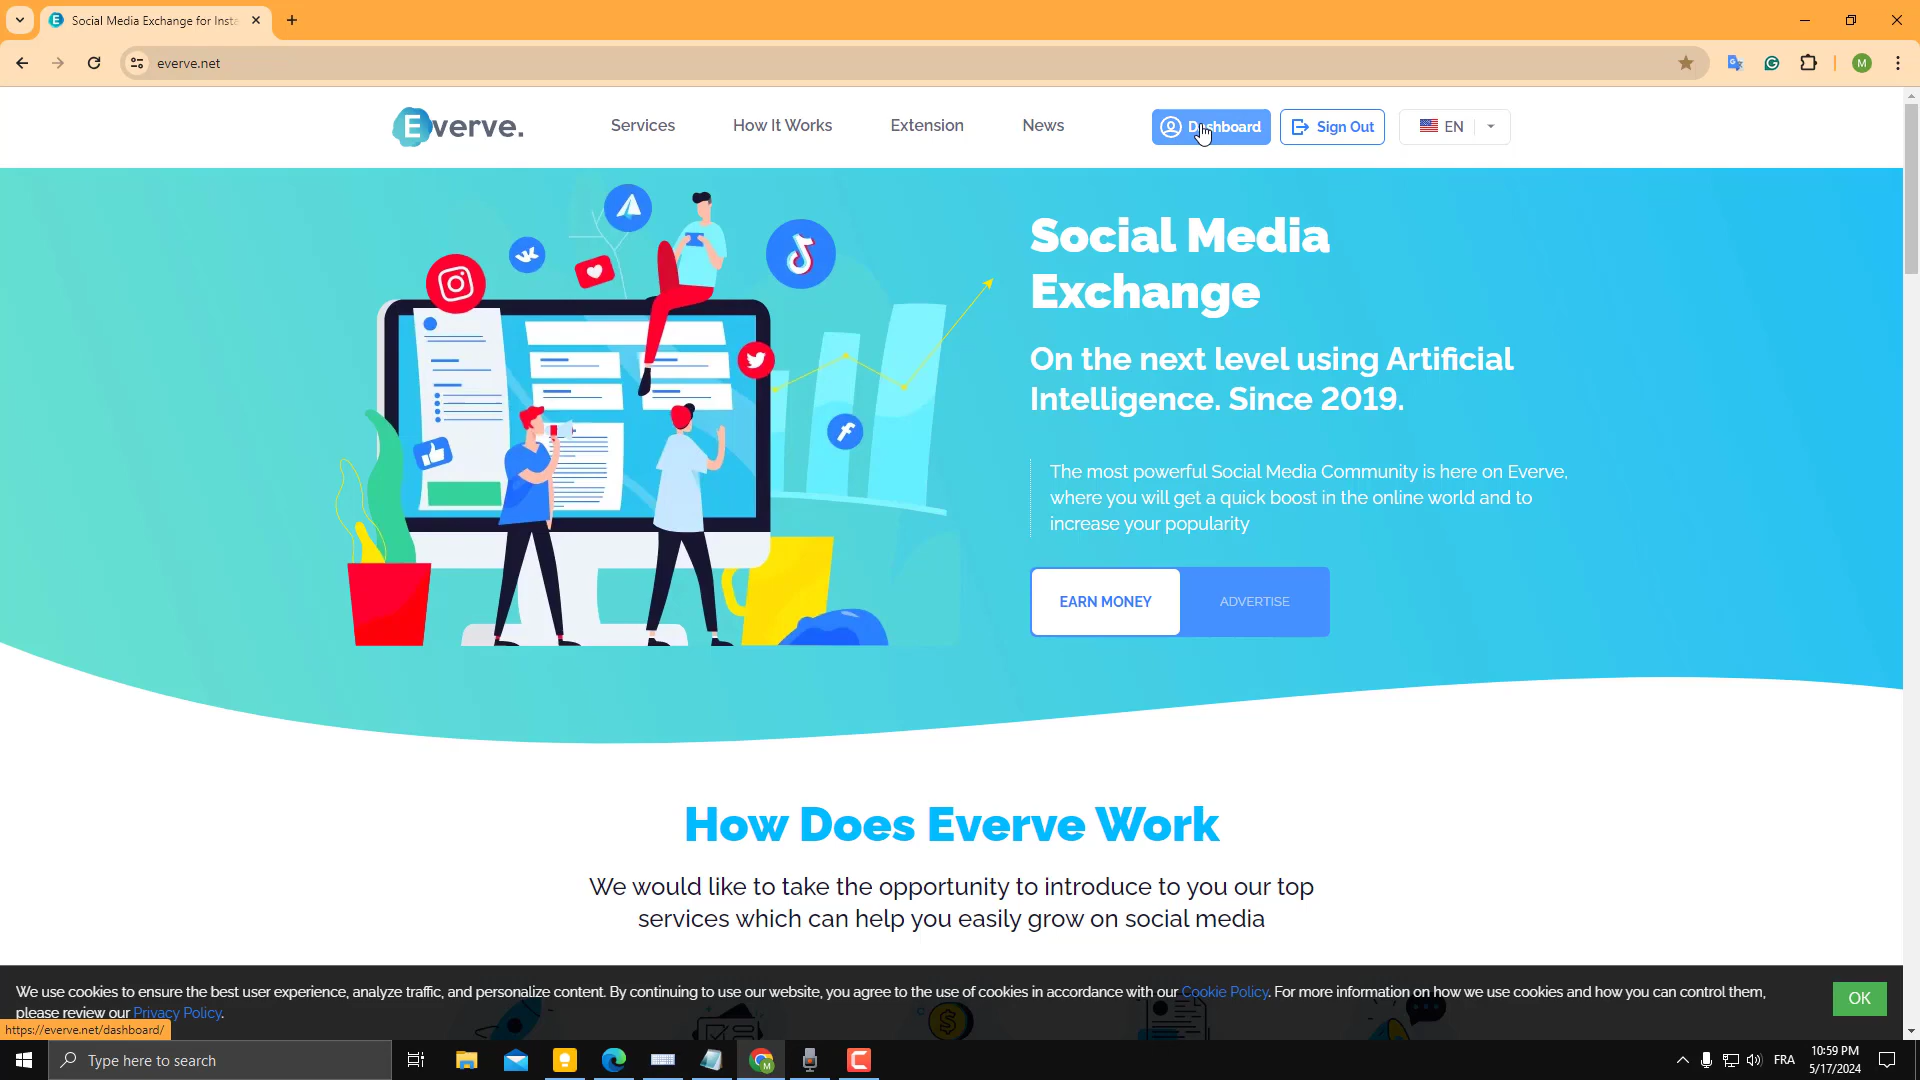 Social Media Exchange for Insta
everve.net
Everve.
Services
How It Works
Extension
News
Dashboard
Sign Out
EN
Social Media
Exchange
On the next level using Artificial
Intelligence. Since 2019.
The most powerful Social Media Community is here on Everve,
where you will get a quick boost in the online world and to
increase your popularity
EARN MONEY
ADVERTISE
How Does Everve Work
We would like to take the opportunity to introduce to you our top
services which can help you easily grow on social media
We use cookies to ensure the best user experience, analyze traffic, and personalize content. By continuing to use our website, you agree to the use of cookies in accordance with our Cookie Policy. For more information on how we use cookies and how you can control them,
please review our Privacy Policy.
OK
https://everve.net/dashboard/
Type here to search
FRA
10:59 PM
5/17/2024